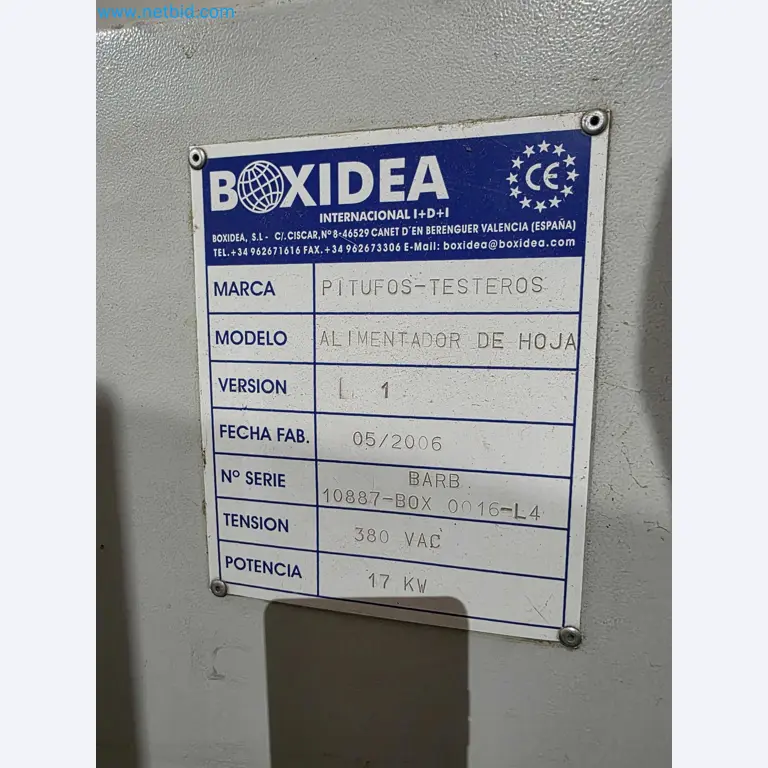 www.netbid.com
BOXIDEA
INTERNACIONAL I+D+I
CE
BOXIDEA, S.L - C/. CISCAR, Nº 8-46529 CANET D'EN BERENGUER VALENCIA (ESPAÑA)
TEL.+34 962671616 FAX.+34 962673306 E-Mail: boxidea@boxidea.com
MARCA PITUFOS-TESTEROS
MODELO ALIMENTADOR DE HOJA
VERSION L 1
FECHA FAB. 05/2006
Nº SERIE BARB. 10887-BOX 0016-L4
TENSION 380 VAC
POTENCIA 17 KW